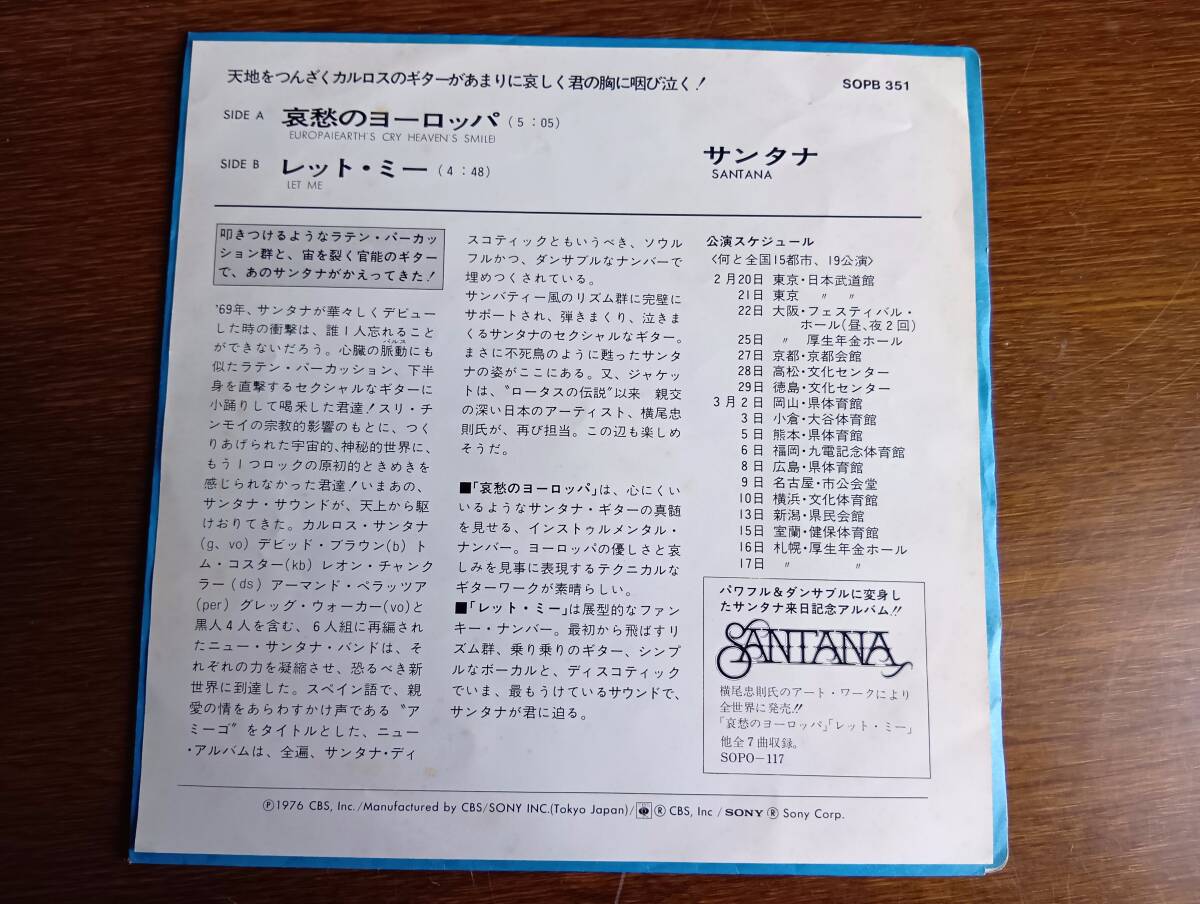 天地をつんざくカルロスのギターがあまりに哀しく君の胸に咽び泣く!
SOPB 351
SIDE A 哀愁のヨーロッパ(5:05)
EUROPA(EARTH'S CRY HEAVEN'S SMILE)
SIDE B レット・ミー(4:48)
LET ME
サンタナ
SANTANA
叩きつけるようなラテン・パーカッ
ション群と、宙を裂く官能のギター
で、あのサンタナがかえってきた!
'69年、サンタナが華々しくデビュー
した時の衝撃は、誰1人忘れること
ができないだろう。心臓の脈動にも
パルス
似たラテン・パーカッション、下半
身を直撃するセクシャルなギターに
小踊りして喝釆した君達!スリ・チ
ンモイの宗教的影響のもとに、つく
りあげられた宇宙的、神秘的世界に、
もう1つロックの原初的ときめきを
感じられなかった君達!いまあの、
サンタナ・サウンドが、天上から駆
けおりてきた。カルロス・サンタナ
(g、vo)デビッド・ブラウン(b)ト
ム・コスター(kb)レオン・チャンク
ラー(ds)アーマンド・ペラッツア
(per)グレッグ・ウォーカー(vo)と
黒人4人を含む、6人組に再編され
たニュー・サンタナ・バンドは、そ
れぞれの力を凝縮させ、恐るべき新
世界に到達した。スペイン語で、親
愛の情をあらわすかけ声である〝ア
ミーゴ〟をタイトルとした、ニュー
・アルバムは、全遍、サンタナ・ディ
スコティックともいうべき、ソウル
フルかつ、ダンサブルなナンバーで
埋めつくされている。
サンバティー風のリズム群に完璧に
サポートされ、弾きまくり、泣きま
くるサンタナのセクシャルなギター。
まさに不死鳥のように甦ったサンタ
ナの姿がここにある。又、ジャケッ
トは、〝ロータスの伝説〟以来 親交
の深い日本のアーティスト、横尾忠
則氏が、再び担当。この辺も楽しめ
そうだ。
■「哀愁のヨーロッパ」は、心にくい
いるようなサンタナ・ギターの真髄
を見せる、インストゥルメンタル・
ナンバー。ヨーロッパの優しさと哀
しみを見事に表現するテクニカルな
ギターワークが素晴らしい。
■「レット・ミー」は展型的なファン
キー・ナンバー。最初から飛ばすリ
ズム群、乗り乗りのギター、シンプ
ルなボーカルと、ディスコティック
でいま、最もうけているサウンドで、
サンタナが君に迫る。
公演スケジュール
〈何と全国15都市、19公演〉
2月20日 東京・日本武道館
21日 東京 〃 〃
22日 大阪・フェスティバル・
ホール(昼、夜2回)
25日 〃 厚生年金ホール
27日 京都・京都会館
28日 高松・文化センター
29日 徳島・文化センター
3月2日 岡山・県体育館
3日 小倉・大谷体育館
5日 熊本・県体育館
6日 福岡・九電記念体育館
8日 広島・県体育館
9日 名古屋・市公会堂
10日 横浜・文化体育館
13日 新潟・県民会館
15日 室蘭・健保体育館
16日 札幌・厚生年金ホール
17日 〃 〃
パワフル&ダンサブルに変身し
たサンタナ来日記念アルバム!!
SANTANA
横尾忠則氏のアート・ワークにより
全世界に発売!!
「哀愁のヨーロッパ」「レット・ミー」
他全7曲収録。
SOPO-117
Ⓟ1976 CBS, Inc./Manufactured by CBS/SONY INC.(Tokyo Japan)/ ® CBS, Inc / SONY ® Sony Corp.